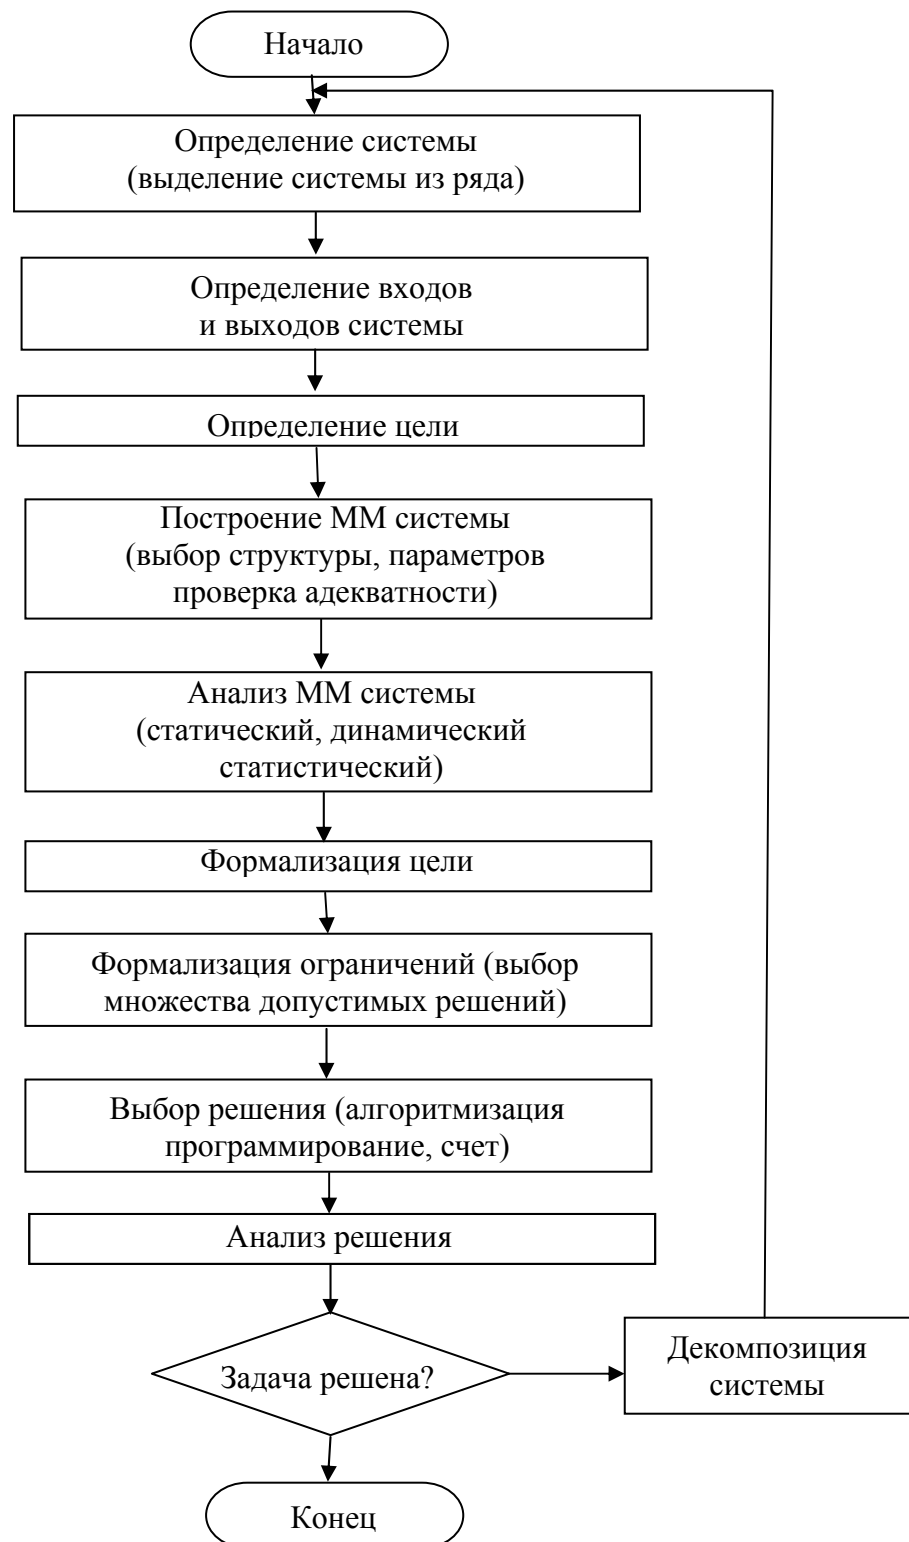 Начало
Определение системы
(выделение системы из ряда)
Определение входов
и выходов системы
Определение цели
Построение ММ системы
(выбор структуры, параметров
проверка адекватности)
Анализ ММ системы
(статический, динамический
статистический)
Формализация цели
Формализация ограничений (выбор
множества допустимых решений)
Выбор решения (алгоритмизация
программирование, счет)
Анализ решения
Задача решена?
Декомпозиция
системы
Конец